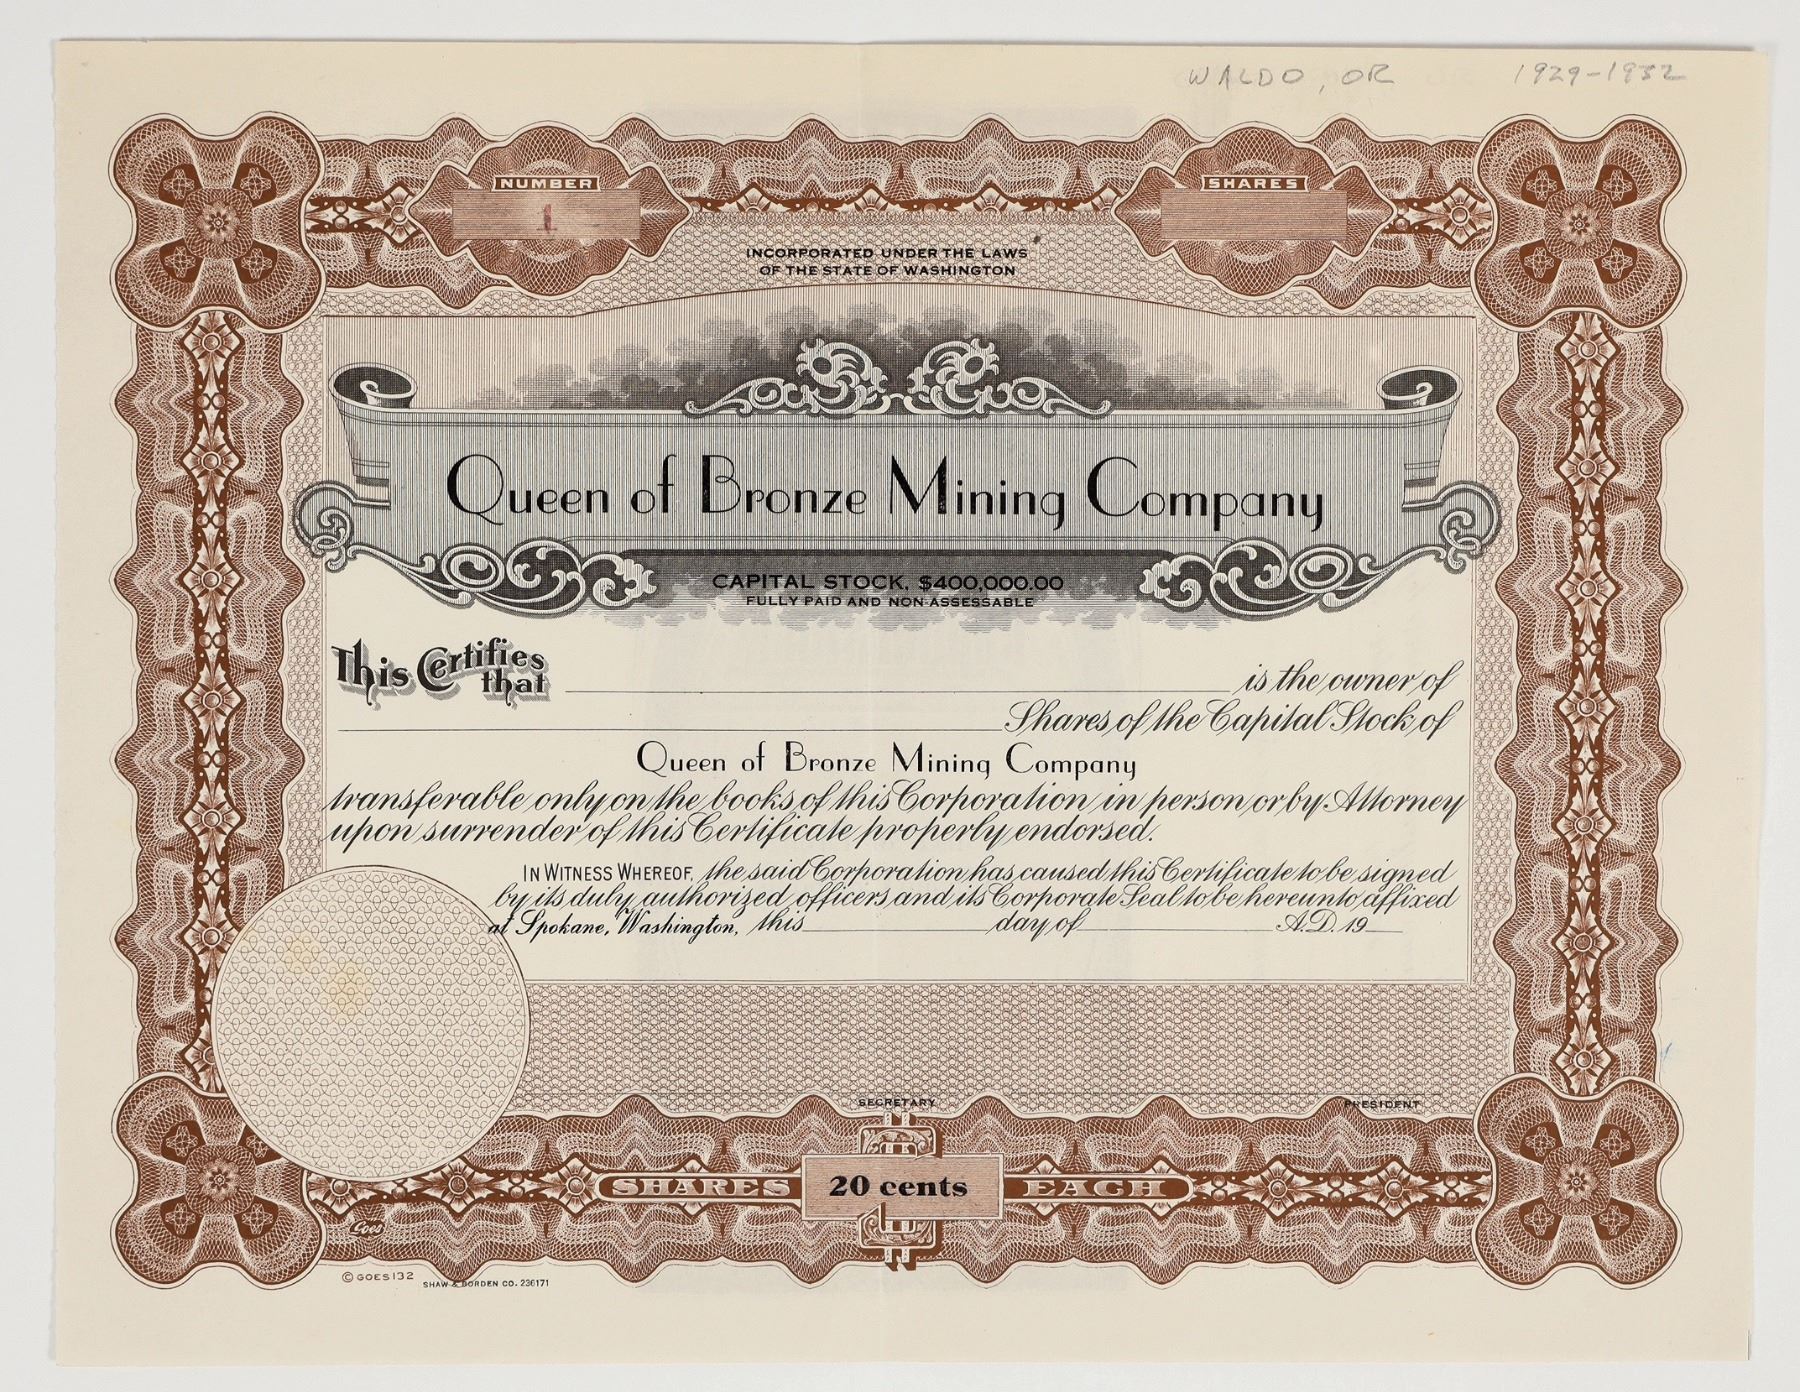 WALDO, OR 1929-1932
NUMBER
1
SHARES
INCORPORATED UNDER THE LAWS
OF THE STATE OF WASHINGTON
Queen of Bronze Mining Company
CAPITAL STOCK, $400,000.00
FULLY PAID AND NON-ASSESSABLE
This Certifies
that is the owner of
Shares of the Capital Stock of
Queen of Bronze Mining Company
transferable only on the books of this Corporation in person or by Attorney
upon surrender of this Certificate properly endorsed.
IN WITNESS WHEREOF, the said Corporation has caused this Certificate to be signed
by its duly authorized officers and its Corporate Seal to be hereunto affixed
at Spokane, Washington, this day of A.D. 19
SECRETARY PRESIDENT
SHARES 20 cents EACH
Goes
© GOES 132
SHAW & BORDEN CO. 236171